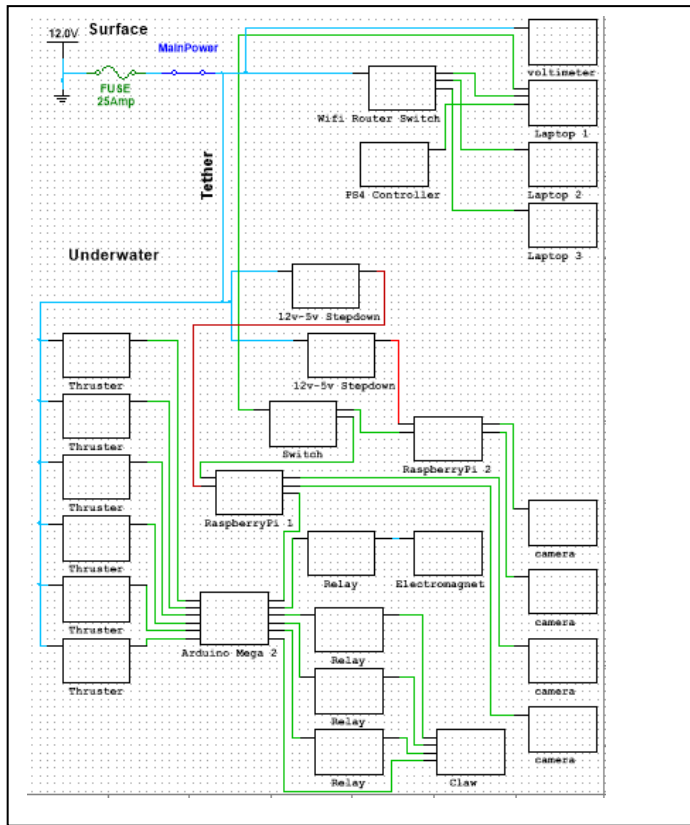 Surface
12.0V
MainPower
FUSE
25Amp
voltimeter
Wifi Router Switch
Laptop 1
PS4 Controller
Laptop 2
Laptop 3
Tether
Underwater
12v-5v Stepdown
12v-5v Stepdown
Thruster
Thruster
Thruster
Thruster
Thruster
Thruster
Switch
RaspberryPi 2
RaspberryPi 1
camera
camera
camera
camera
Relay
Electromagnet
Arduino Mega 2
Relay
Relay
Relay
Claw